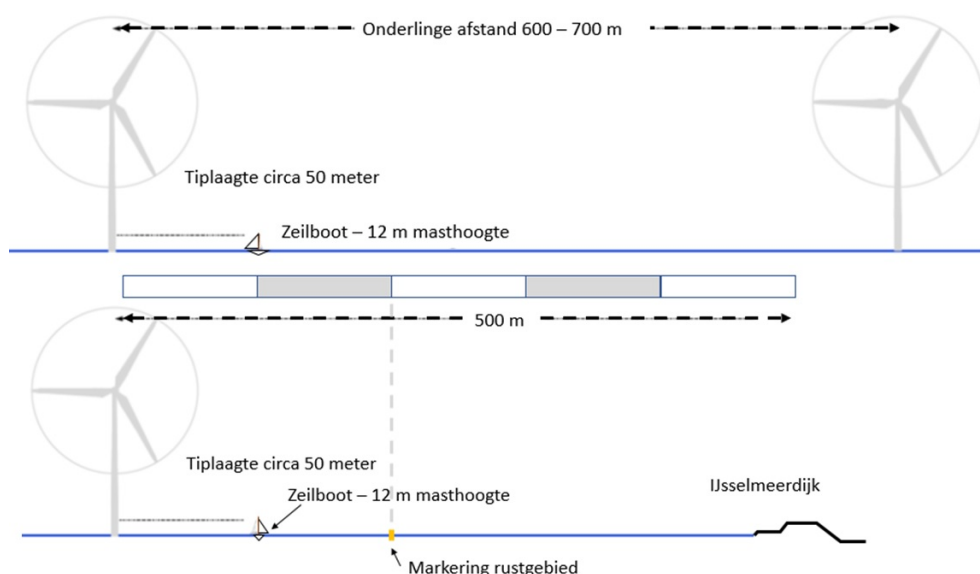 Onderlinge afstand 600 – 700 m
Tiplaagte circa 50 meter
Zeilboot – 12 m masthoogte
500 m
Tiplaagte circa 50 meter
Zeilboot – 12 m masthoogte
IJsselmeerdijk
Markering rustgebied